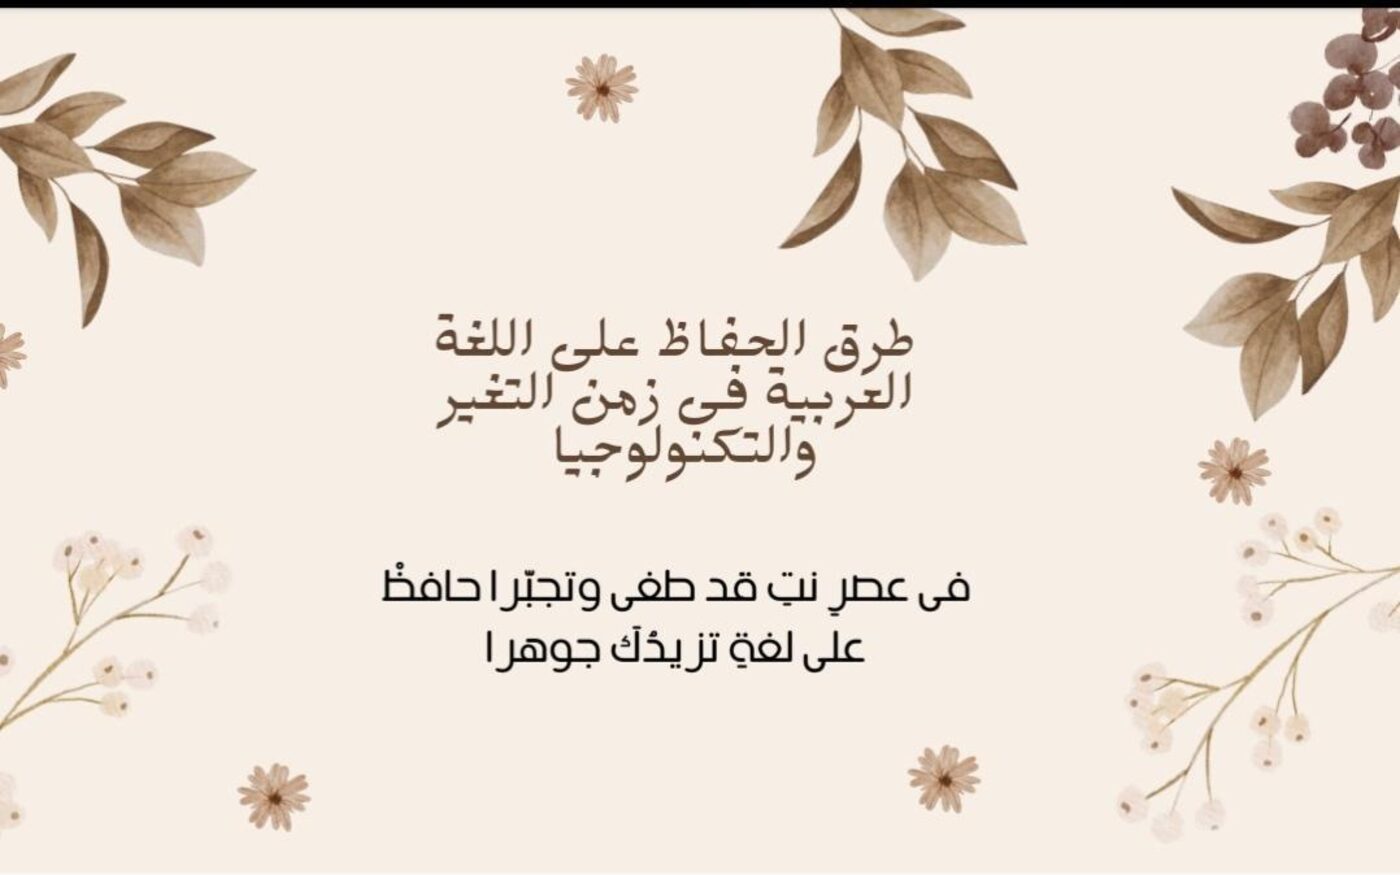 طرق الحفاظ على اللغة
العربية في زمن التغير
والتكنولوجيا
في عصرٍ نتِ قد طغى وتجبّرا حافظْ
على لغةِ تزيدُكَ جوهرا